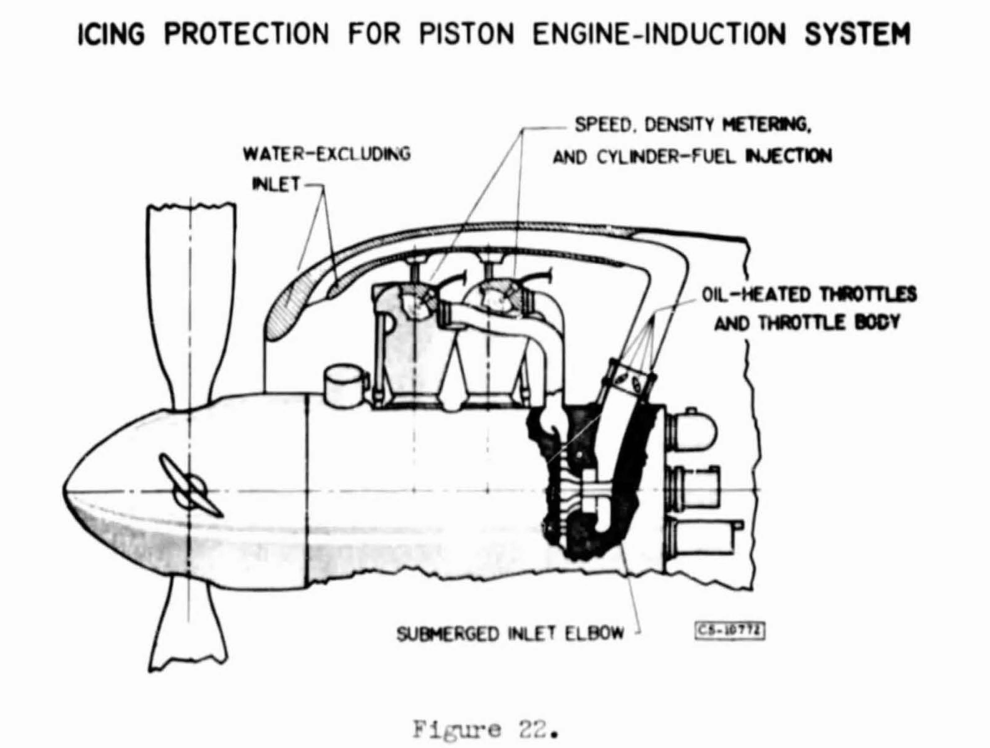 ICING PROTECTION FOR PISTON ENGINE-INDUCTION SYSTEM
SPEED, DENSITY METERING,
AND CYLINDER-FUEL INJECTION
WATER-EXCLUDING
INLET
OIL-HEATED THROTTLES
AND THROTTLE BODY
SUBMERGED INLET ELBOW
CS-10772
Figure 22.